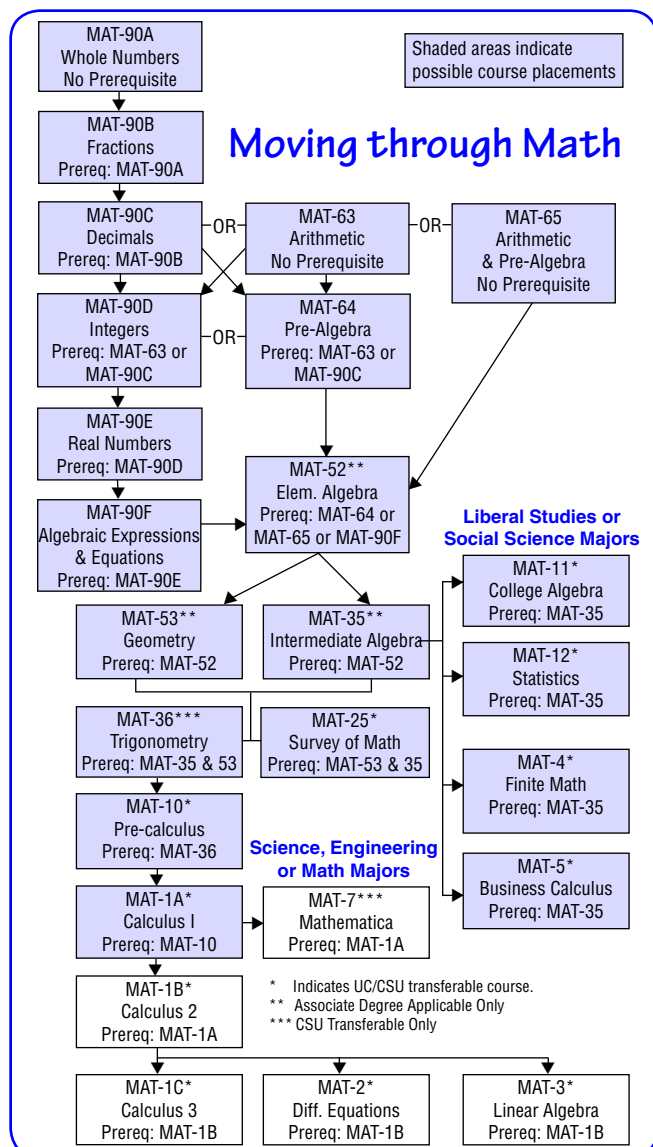 MAT-90A
Whole Numbers
No Prerequisite
Shaded areas indicate
possible course placements
MAT-90B
Fractions
Prereq: MAT-90A
Moving through Math
MAT-90C
Decimals
Prereq: MAT-90B
OR
MAT-63
Arithmetic
No Prerequisite
OR
MAT-65
Arithmetic
& Pre-Algebra
No Prerequisite
MAT-90D
Integers
Prereq: MAT-63 or
MAT-90C
OR
MAT-64
Pre-Algebra
Prereq: MAT-63 or
MAT-90C
MAT-90E
Real Numbers
Prereq: MAT-90D
MAT-52**
Elem. Algebra
Prereq: MAT-64 or
MAT-65 or MAT-90F
MAT-90F
Algebraic Expressions
& Equations
Prereq: MAT-90E
Liberal Studies or
Social Science Majors
MAT-11*
College Algebra
Prereq: MAT-35
MAT-53**
Geometry
Prereq: MAT-52
MAT-35**
Intermediate Algebra
Prereq: MAT-52
MAT-12*
Statistics
Prereq: MAT-35
MAT-36***
Trigonometry
Prereq: MAT-35 & 53
MAT-25*
Survey of Math
Prereq: MAT-53 & 35
MAT-4*
Finite Math
Prereq: MAT-35
MAT-10*
Pre-calculus
Prereq: MAT-36
Science, Engineering
or Math Majors
MAT-5*
Business Calculus
Prereq: MAT-35
MAT-1A*
Calculus I
Prereq: MAT-10
MAT-7***
Mathematica
Prereq: MAT-1A
MAT-1B*
Calculus 2
Prereq: MAT-1A
* Indicates UC/CSU transferable course.
** Associate Degree Applicable Only
*** CSU Transferable Only
MAT-1C*
Calculus 3
Prereq: MAT-1B
MAT-2*
Diff. Equations
Prereq: MAT-1B
MAT-3*
Linear Algebra
Prereq: MAT-1B